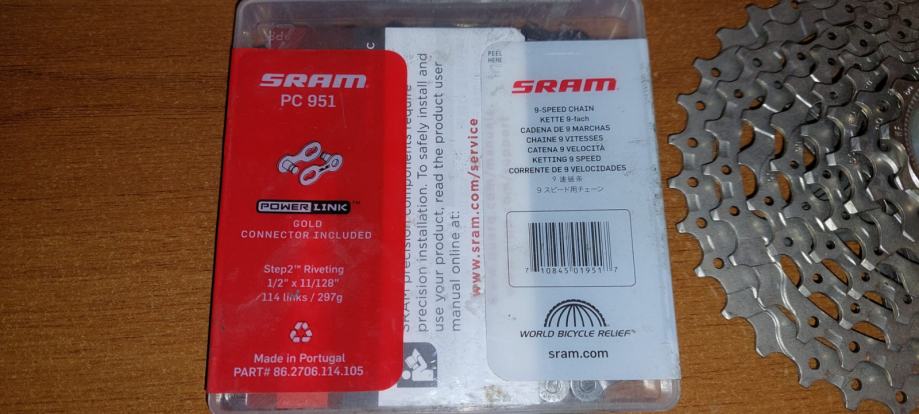 SRAM
PC 951
POWERLINK™
GOLD
CONNECTOR INCLUDED
Step2™ Riveting
1/2" x 11/128"
114 links / 297g
Made in Portugal
PART# 86.2706.114.105
SRAM precision components require
precision installation. To safely install and
use your product, read the product user
manual online at:
www.sram.com/service
PEEL
HERE
SRAM
9-SPEED CHAIN
KETTE 9-fach
CADENA DE 9 MARCHAS
CHAINE 9 VITESSES
CATENA 9 VELOCITÀ
KETTING 9 SPEED
CORRENTE DE 9 VELOCIDADES
9 速链条
9 スピード用チェーン
7 10845 01951 7
WORLD BICYCLE RELIEF®
sram.com